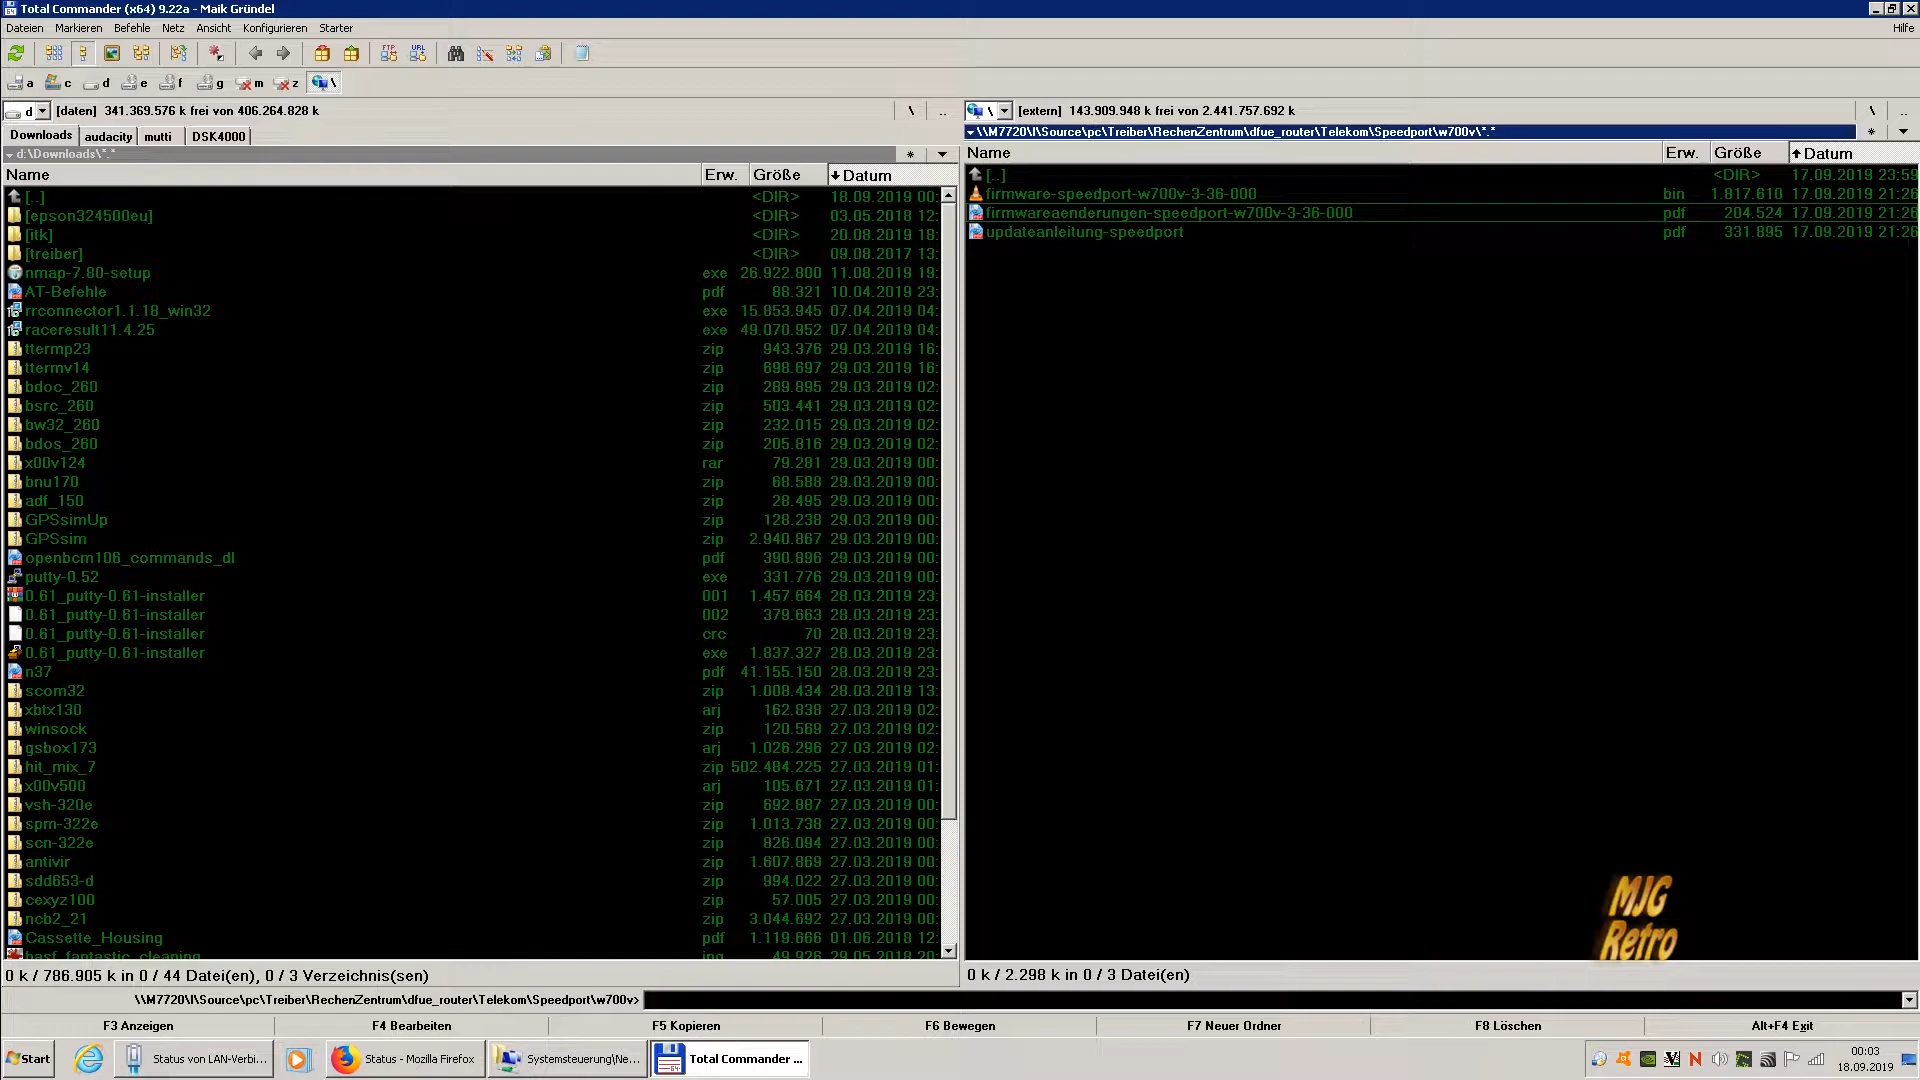 Total Commander (x64) 9.22a - Maik Gründel
Dateien Markieren Befehle Netz Ansicht Konfigurieren Starter Hilfe
FTP URL
a c d e f g m z \
d [daten] 341.369.576 k frei von 406.264.828 k \ ..
Downloads audacity mutti DSK4000
d:\Downloads\*.* *
Name Erw. Größe Datum
[..] <DIR> 18.09.2019 00:
[epson324500eu] <DIR> 03.05.2018 12:
[itk] <DIR> 20.08.2019 18:
[treiber] <DIR> 09.08.2017 13:
nmap-7.80-setup exe 26.922.800 11.08.2019 19:
AT-Befehle pdf 88.321 10.04.2019 23:
rrconnector1.1.18_win32 exe 15.853.945 07.04.2019 04:
raceresult11.4.25 exe 49.070.952 07.04.2019 04:
ttermp23 zip 943.376 29.03.2019 16:
ttermv14 zip 698.697 29.03.2019 16:
bdoc_260 zip 289.895 29.03.2019 02:
bsrc_260 zip 503.441 29.03.2019 02:
bw32_260 zip 232.015 29.03.2019 02:
bdos_260 zip 205.816 29.03.2019 02:
x00v124 rar 79.281 29.03.2019 00:
bnu170 zip 68.588 29.03.2019 00:
adf_150 zip 28.495 29.03.2019 00:
GPSsimUp zip 128.238 29.03.2019 00:
GPSsim zip 2.940.867 29.03.2019 00:
openbcm106_commands_dl pdf 390.896 29.03.2019 00:
putty-0.52 exe 331.776 29.03.2019 00:
0.61_putty-0.61-installer 001 1.457.664 28.03.2019 23:
0.61_putty-0.61-installer 002 379.663 28.03.2019 23:
0.61_putty-0.61-installer crc 70 28.03.2019 23:
0.61_putty-0.61-installer exe 1.837.327 28.03.2019 23:
n37 pdf 41.155.150 28.03.2019 23:
scom32 zip 1.008.434 28.03.2019 13:
xbtx130 arj 162.838 27.03.2019 02:
winsock zip 120.569 27.03.2019 02:
gsbox173 arj 1.026.296 27.03.2019 02:
hit_mix_7 zip 502.484.225 27.03.2019 01:
x00v500 arj 105.671 27.03.2019 01:
vsh-320e zip 692.887 27.03.2019 00:
spm-322e zip 1.013.738 27.03.2019 00:
scn-322e zip 826.094 27.03.2019 00:
antivir zip 1.607.869 27.03.2019 00:
sdd653-d zip 994.022 27.03.2019 00:
cexyz100 zip 57.005 27.03.2019 00:
ncb2_21 zip 3.044.692 27.03.2019 00:
Cassette_Housing pdf 1.119.666 01.06.2018 12:
basf_fantastic_cleaning 49.926 29.05.2018 20:
0 k / 786.905 k in 0 / 44 Datei(en), 0 / 3 Verzeichnis(sen)
\ [extern] 143.909.948 k frei von 2.441.757.692 k \ ..
\\M7720\I\Source\pc\Treiber\RechenZentrum\dfue_router\Telekom\Speedport\w700v\*.* *
Name Erw. Größe Datum
[..] <DIR> 17.09.2019 23:59
firmware-speedport-w700v-3-36-000 bin 1.817.610 17.09.2019 21:26
firmwareaenderungen-speedport-w700v-3-36-000 pdf 204.524 17.09.2019 21:26
updateanleitung-speedport pdf 331.895 17.09.2019 21:26
MJG
Retro
0 k / 2.298 k in 0 / 3 Datei(en)
\\M7720\I\Source\pc\Treiber\RechenZentrum\dfue_router\Telekom\Speedport\w700v>
F3 Anzeigen F4 Bearbeiten F5 Kopieren F6 Bewegen F7 Neuer Ordner F8 Löschen Alt+F4 Exit
Start Status von LAN-Verbi... Status - Mozilla Firefox Systemsteuerung\Ne... Total Commander ... 00:03
18.09.2019